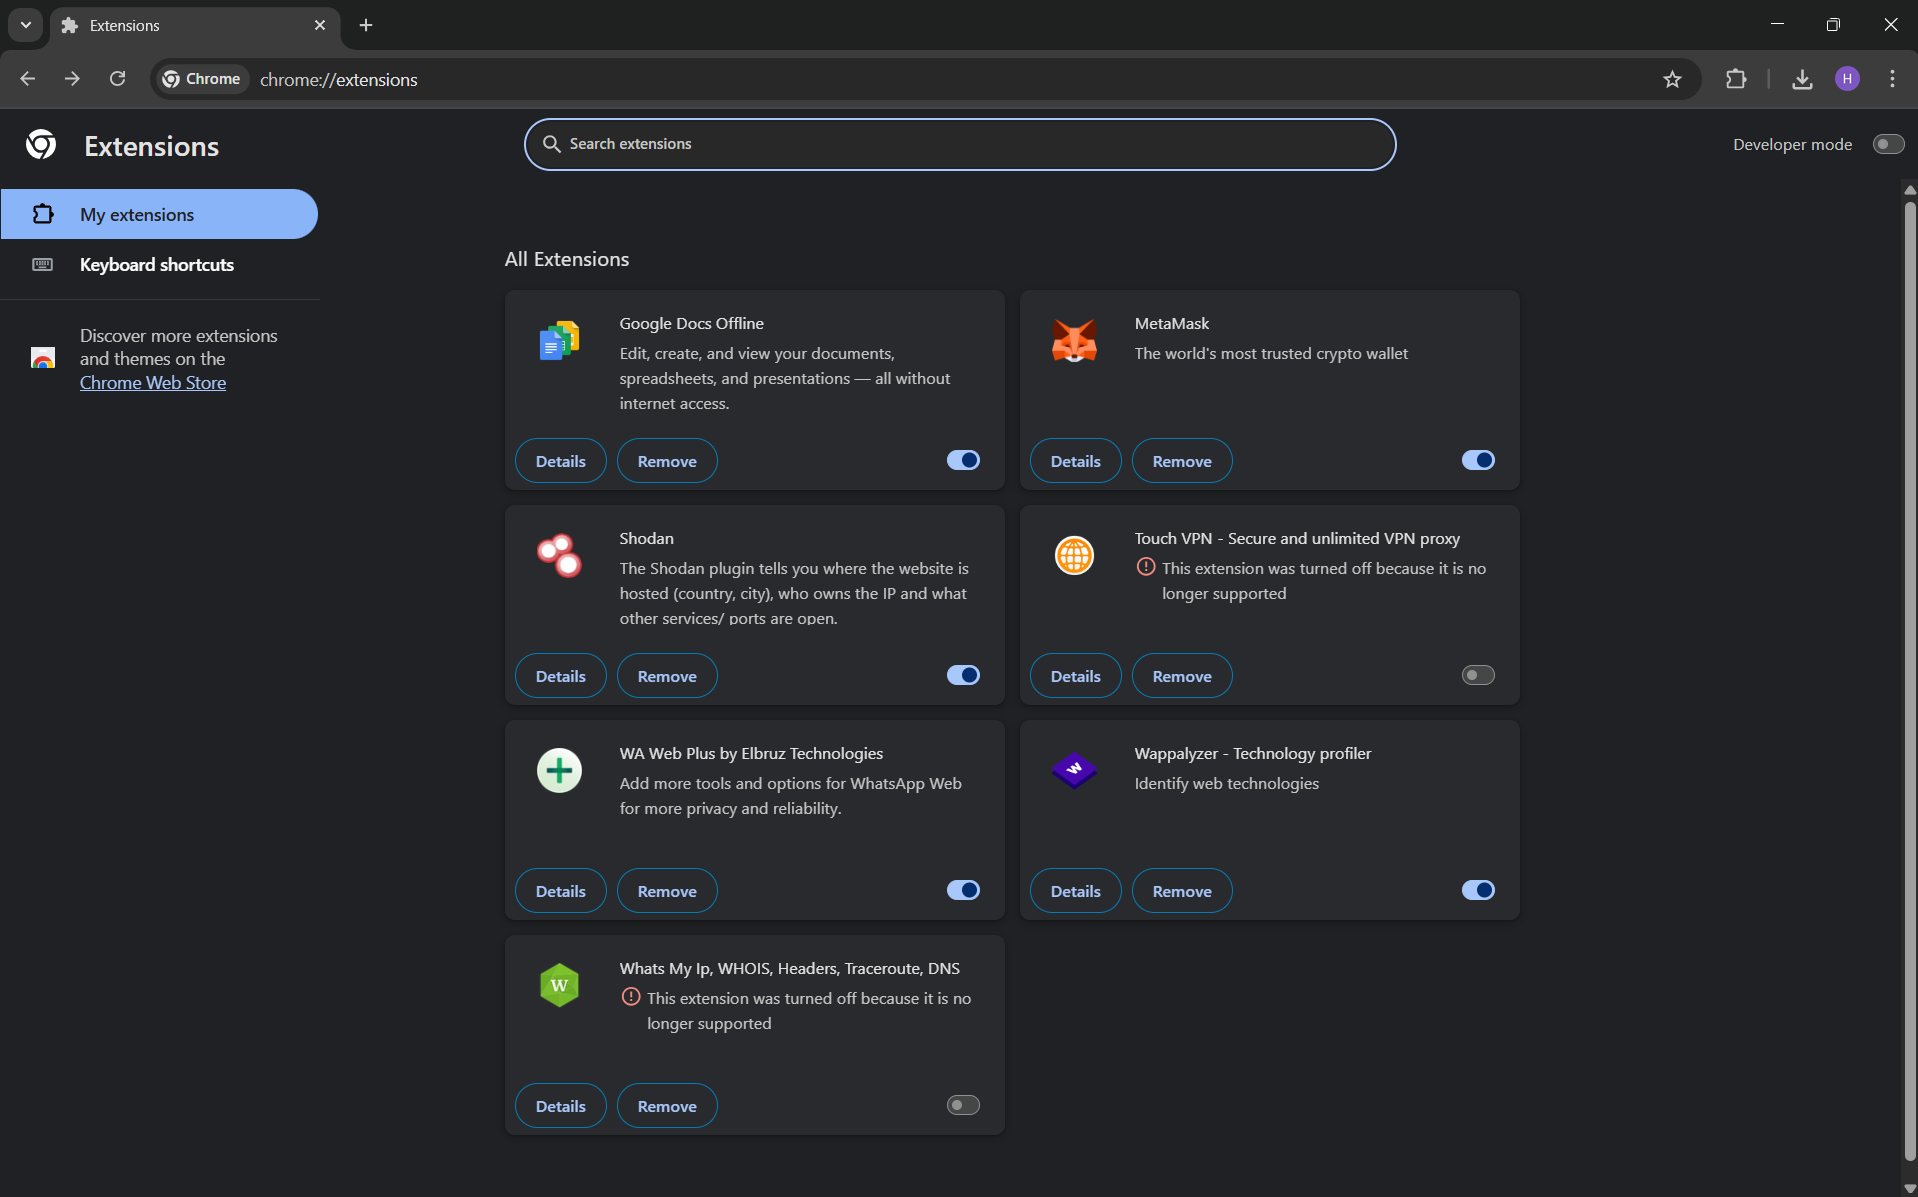 Extensions
Chrome
chrome://extensions
H
Extensions
Search extensions
Developer mode
My extensions
Keyboard shortcuts
Discover more extensions
and themes on the
Chrome Web Store
All Extensions
Google Docs Offline
Edit, create, and view your documents,
spreadsheets, and presentations — all without
internet access.
Details
Remove
MetaMask
The world's most trusted crypto wallet
Details
Remove
Shodan
The Shodan plugin tells you where the website is
hosted (country, city), who owns the IP and what
other services/ ports are open.
Details
Remove
Touch VPN - Secure and unlimited VPN proxy
This extension was turned off because it is no
longer supported
Details
Remove
WA Web Plus by Elbruz Technologies
Add more tools and options for WhatsApp Web
for more privacy and reliability.
Details
Remove
W
Wappalyzer - Technology profiler
Identify web technologies
Details
Remove
W
Whats My Ip, WHOIS, Headers, Traceroute, DNS
This extension was turned off because it is no
longer supported
Details
Remove